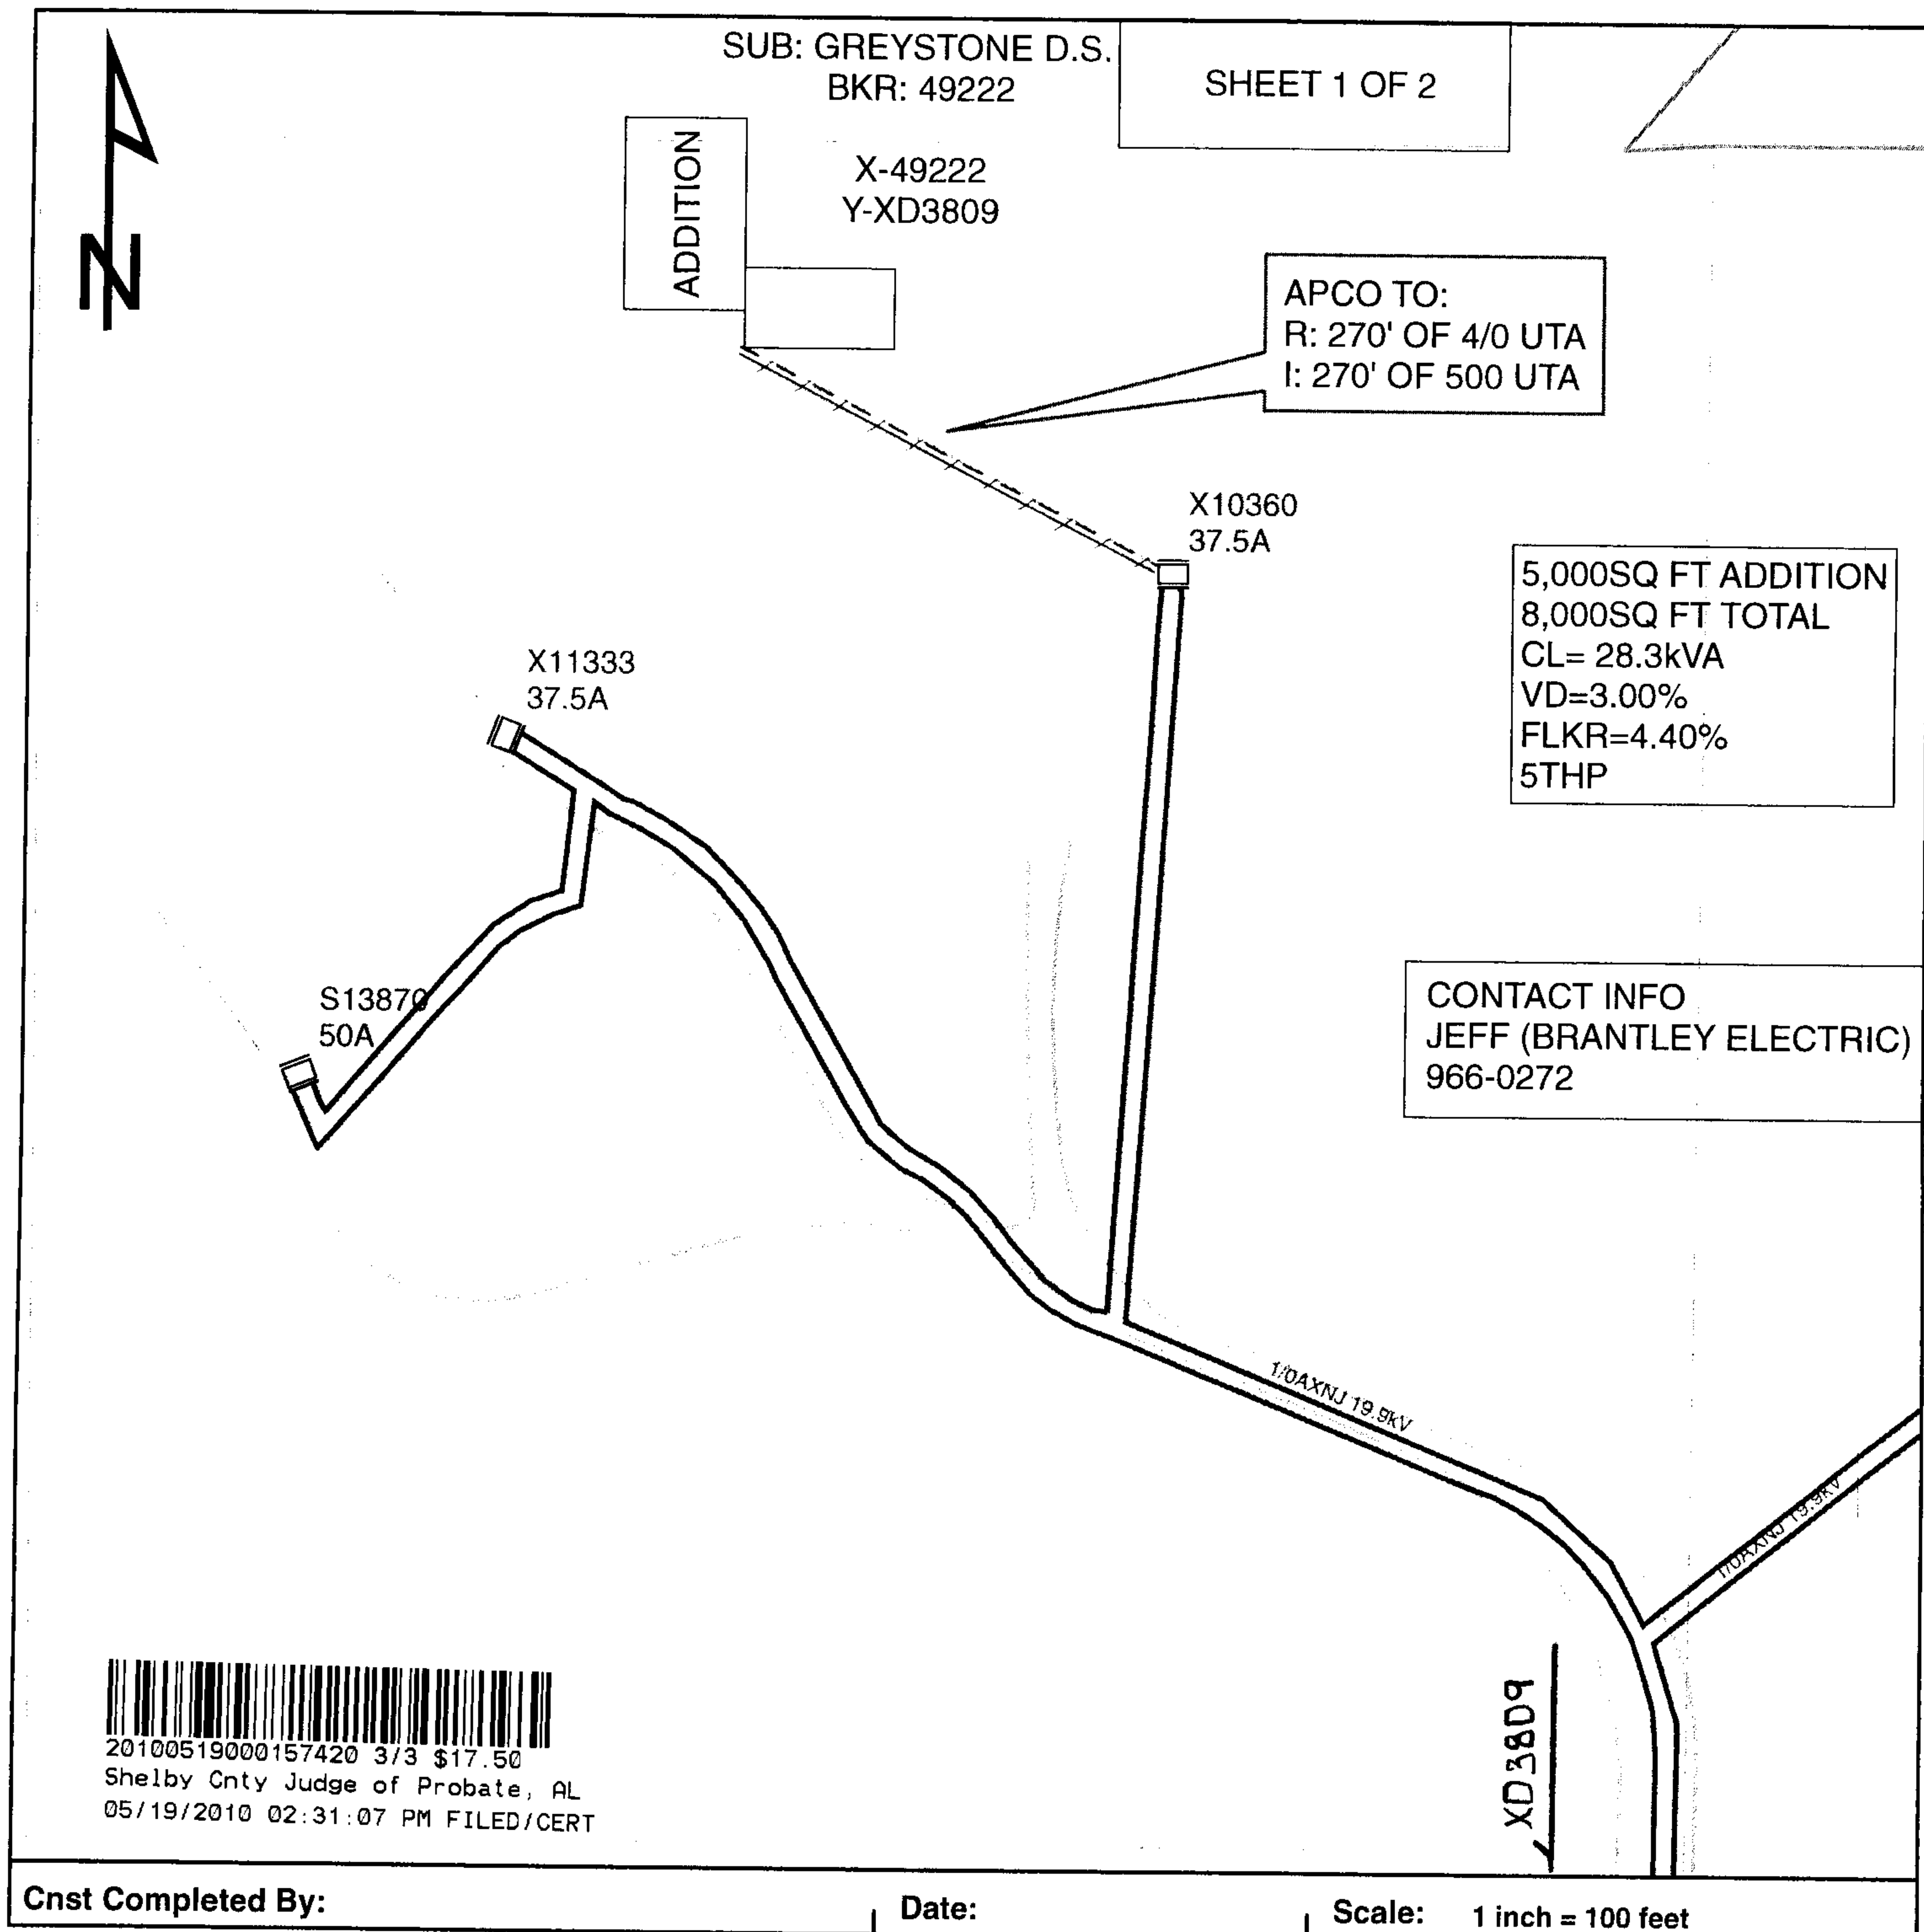 SUB: GREYSTONE D.S.
BKR: 49222
SHEET 1 OF 2
X-49222
Y-XD3809
ADDITION
N
APCO TO:
R: 270' OF 4/0 UTA
I: 270' OF 500 UTA
X10360
37.5A
5,000SQ FT ADDITION
8,000SQ FT TOTAL
CL= 28.3kVA
VD=3.00%
FLKR=4.40%
5THP
X11333
37.5A
S13870
50A
CONTACT INFO
JEFF (BRANTLEY ELECTRIC)
966-0272
1/0AXNJ 19.9kV
1/0AXNJ 19.9kV
XD3809
20100519000157420 3/3 $17.50
Shelby Cnty Judge of Probate, AL
05/19/2010 02:31:07 PM FILED/CERT
Cnst Completed By:
Date:
Scale: 1 inch = 100 feet